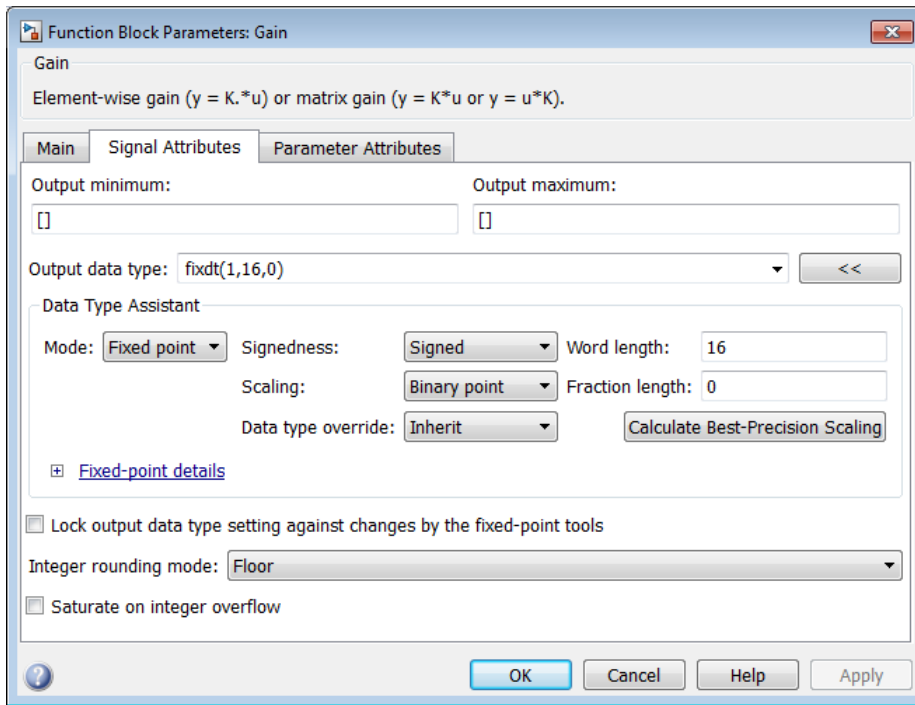 Function Block Parameters: Gain
Gain
Element-wise gain (y = K.*u) or matrix gain (y = K*u or y = u*K).
Main Signal Attributes Parameter Attributes
Output minimum: Output maximum:
[] []
Output data type: fixdt(1,16,0) <<
Data Type Assistant
Mode: Fixed point Signedness: Signed Word length: 16
Scaling: Binary point Fraction length: 0
Data type override: Inherit Calculate Best-Precision Scaling
Fixed-point details
Lock output data type setting against changes by the fixed-point tools
Integer rounding mode: Floor
Saturate on integer overflow
OK Cancel Help Apply